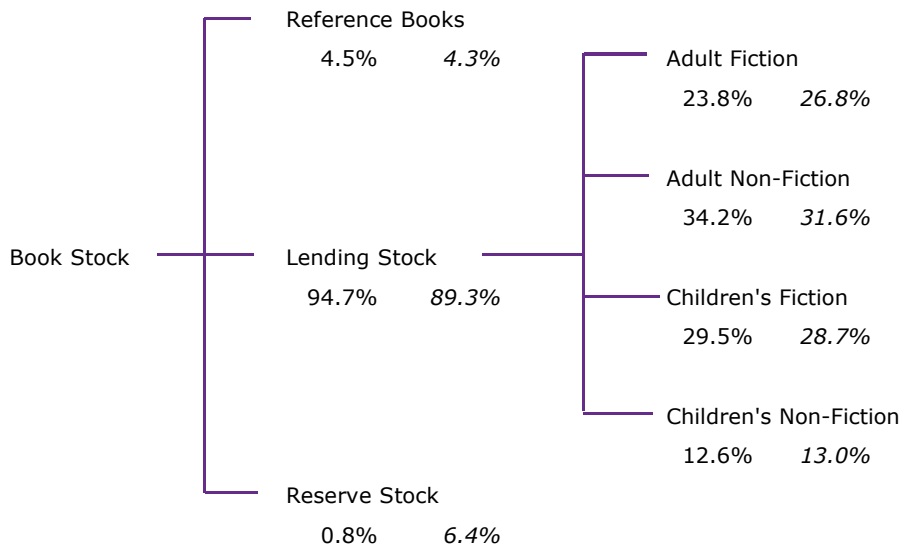 Reference Books
4.5% 4.3%
Adult Fiction
23.8% 26.8%
Adult Non-Fiction
34.2% 31.6%
Book Stock
Lending Stock
94.7% 89.3%
Children's Fiction
29.5% 28.7%
Children's Non-Fiction
12.6% 13.0%
Reserve Stock
0.8% 6.4%